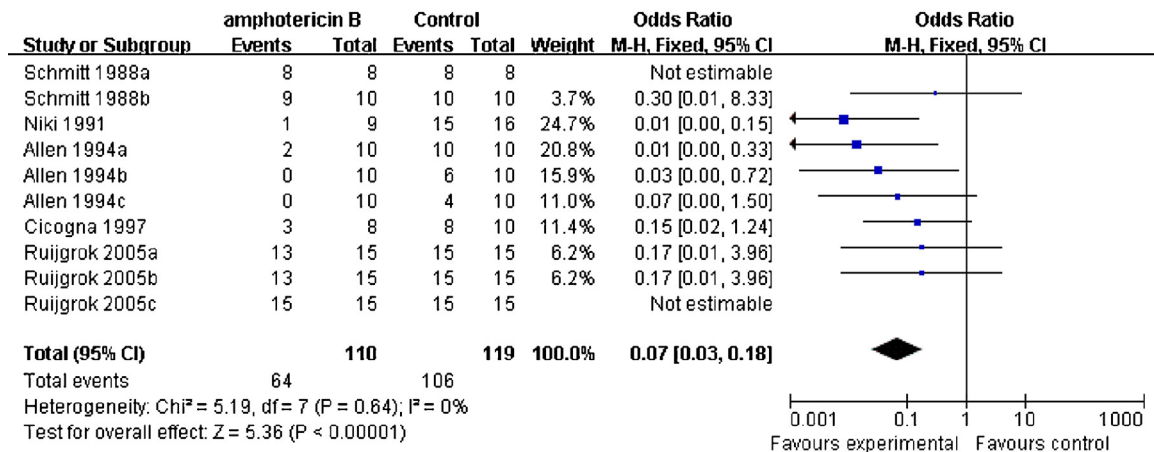 amphotericin B Control Odds Ratio Odds Ratio
Study or Subgroup Events Total Events Total Weight M-H, Fixed, 95% CI M-H, Fixed, 95% CI
Schmitt 1988a 8 8 8 8 Not estimable
Schmitt 1988b 9 10 10 10 3.7% 0.30 [0.01, 8.33]
Niki 1991 1 9 15 16 24.7% 0.01 [0.00, 0.15]
Allen 1994a 2 10 10 10 20.8% 0.01 [0.00, 0.33]
Allen 1994b 0 10 6 10 15.9% 0.03 [0.00, 0.72]
Allen 1994c 0 10 4 10 11.0% 0.07 [0.00, 1.50]
Cicogna 1997 3 8 8 10 11.4% 0.15 [0.02, 1.24]
Ruijgrok 2005a 13 15 15 15 6.2% 0.17 [0.01, 3.96]
Ruijgrok 2005b 13 15 15 15 6.2% 0.17 [0.01, 3.96]
Ruijgrok 2005c 15 15 15 15 Not estimable
Total (95% CI) 110 119 100.0% 0.07 [0.03, 0.18]
Total events 64 106
Heterogeneity: Chi² = 5.19, df = 7 (P = 0.64); I² = 0%
Test for overall effect: Z = 5.36 (P < 0.00001)
0.001 0.1 1 10 1000
Favours experimental Favours control